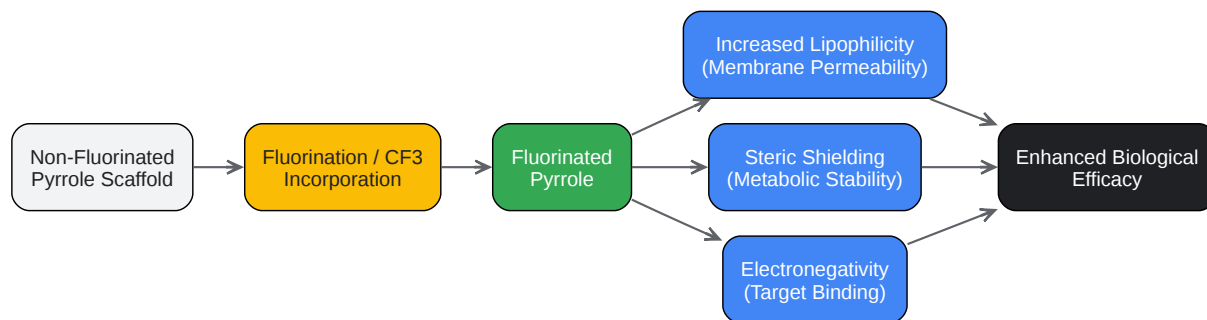 Non-Fluorinated
Pyrrole Scaffold
Fluorination / CF3
Incorporation
Fluorinated
Pyrrole
Increased Lipophilicity
(Membrane Permeability)
Steric Shielding
(Metabolic Stability)
Electronegativity
(Target Binding)
Enhanced Biological
Efficacy